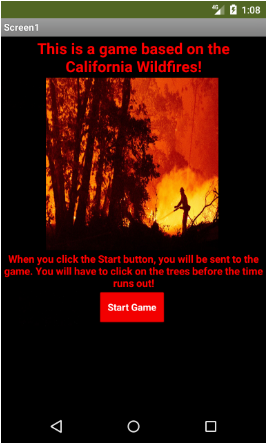 4G 1:08
Screen1
This is a game based on the
California Wildfires!
When you click the Start button, you will be sent to the
game. You will have to click on the trees before the time
runs out!
Start Game